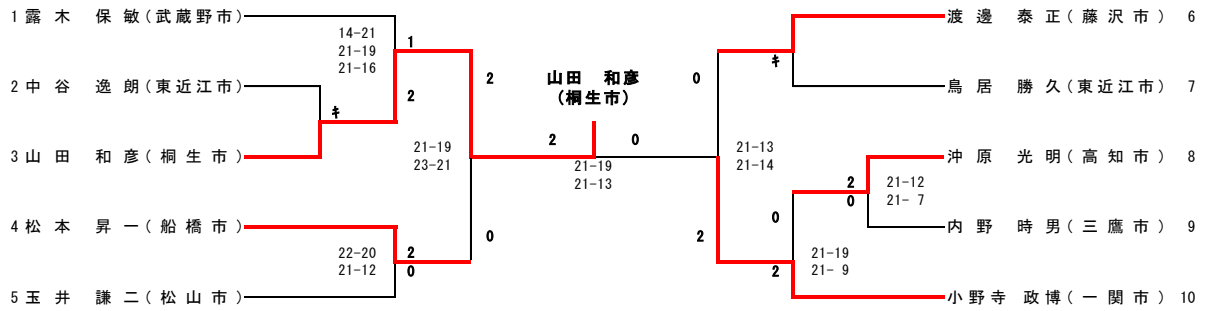 1 露木 保敏(武蔵野市)
14-21
21-19
21-16
1
2 中谷 逸朗(東近江市)
キ
2
3 山田 和彦(桐生市)
21-19
23-21
2
4 松本 昇一(船橋市)
22-20
21-12
2
0
0
5 玉井 謙二(松山市)
山田 和彦
(桐生市)
2
0
21-19
21-13
渡邊 泰正(藤沢市) 6
キ
0
鳥居 勝久(東近江市) 7
21-13
21-14
沖原 光明(高知市) 8
2
0
21-12
21- 7
0
内野 時男(三鷹市) 9
2
21-19
21- 9
2
小野寺 政博(一関市) 10